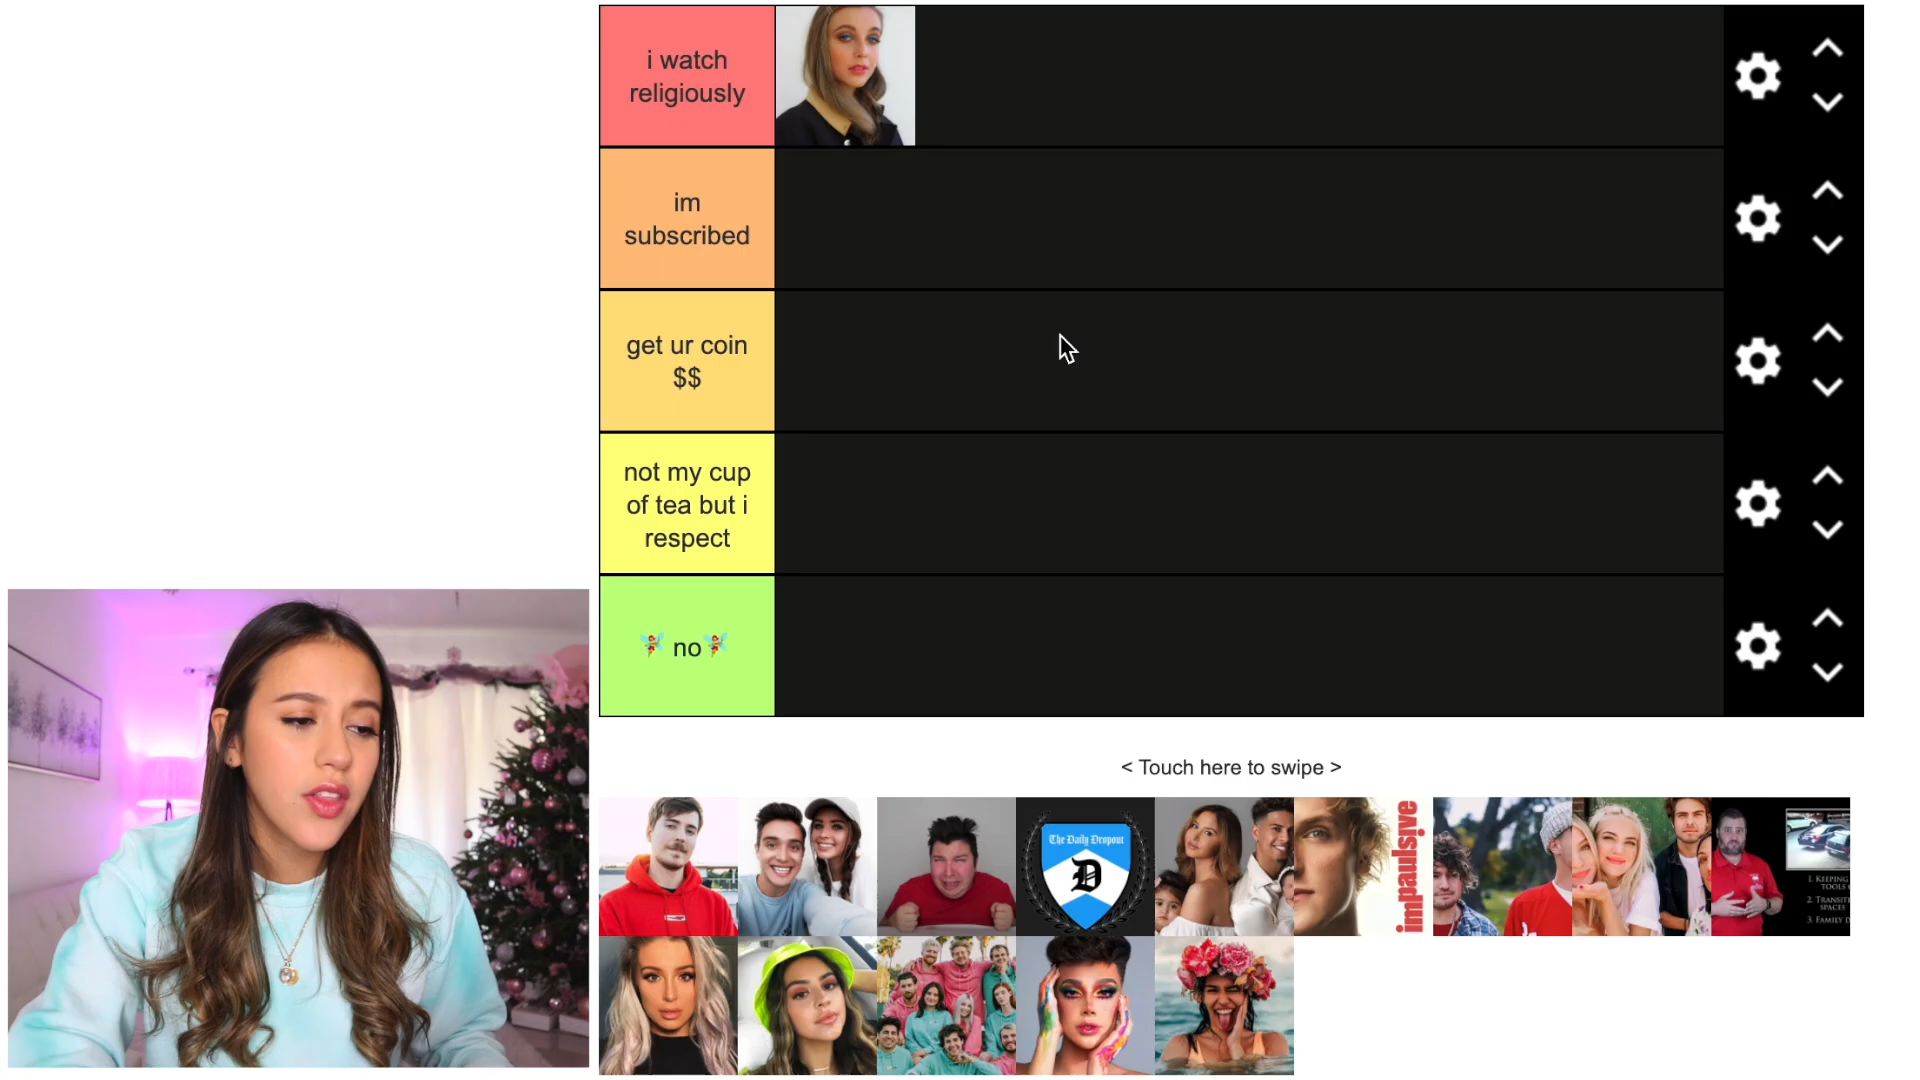 i watch
religiously
im
subscribed
get ur coin
$$
not my cup
of tea but i
respect
🧚 no🧚
< Touch here to swipe >
The Daily Dropout
D
impaulsive
1. KEEPING
TOOLS
2. TRANSIT
SPACES
3. FAMILY D